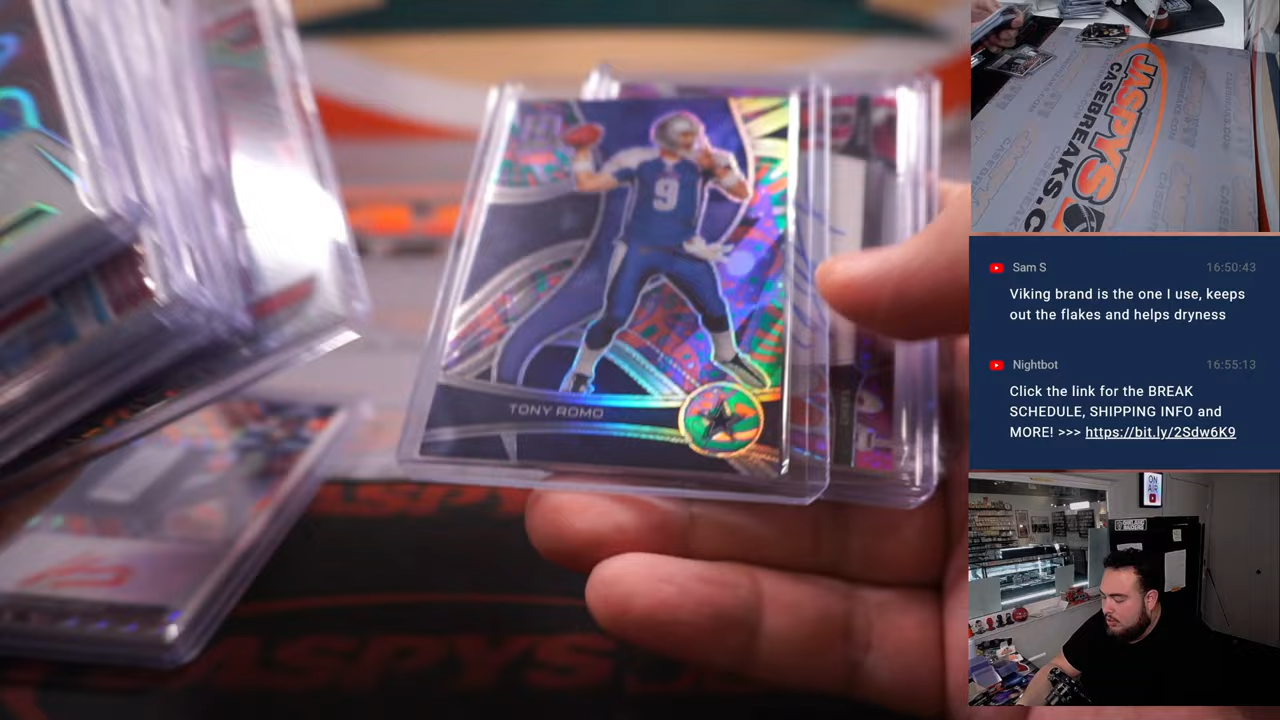 9
TONY ROMO
JASPYS
JASPYS
CASEBREAKS.C
Sam S 16:50:43
Viking brand is the one I use, keeps
out the flakes and helps dryness
Nightbot 16:55:13
Click the link for the BREAK
SCHEDULE, SHIPPING INFO and
MORE! >>> https://bit.ly/2Sdw6K9
ON
AIR